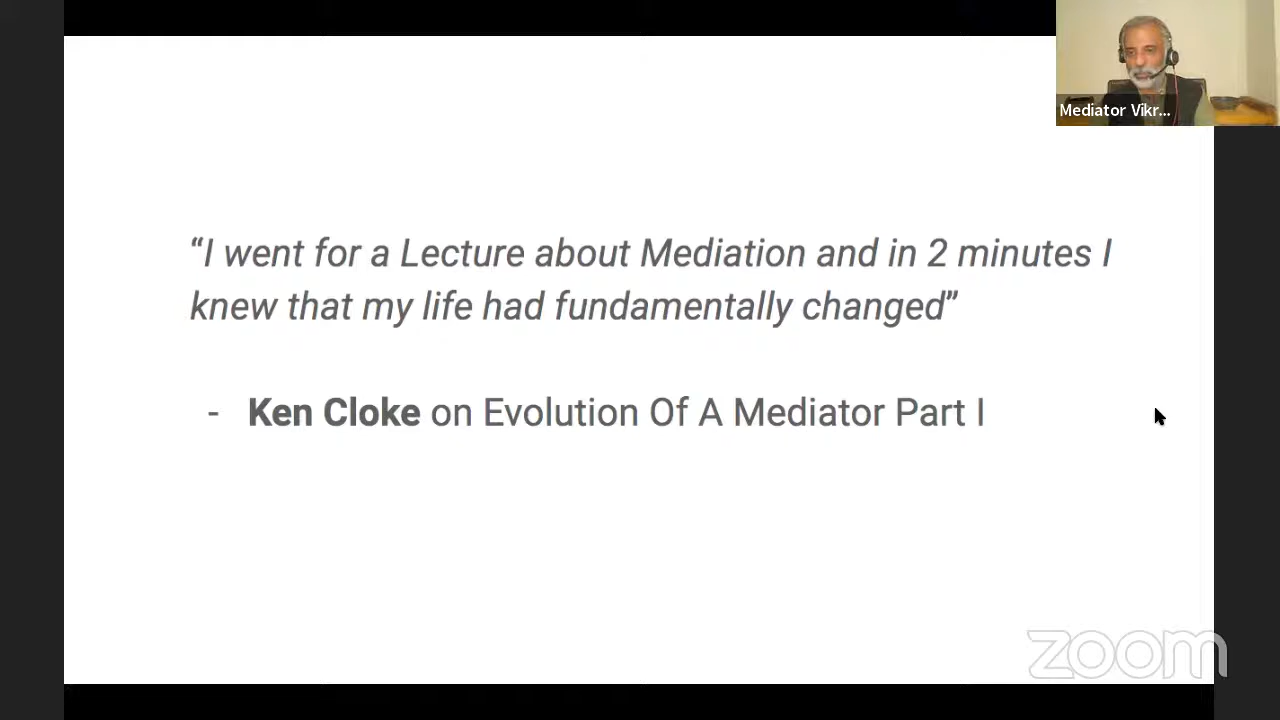 Mediator Vikr...
“I went for a Lecture about Mediation and in 2 minutes I
knew that my life had fundamentally changed”
- Ken Cloke on Evolution Of A Mediator Part I
zoom